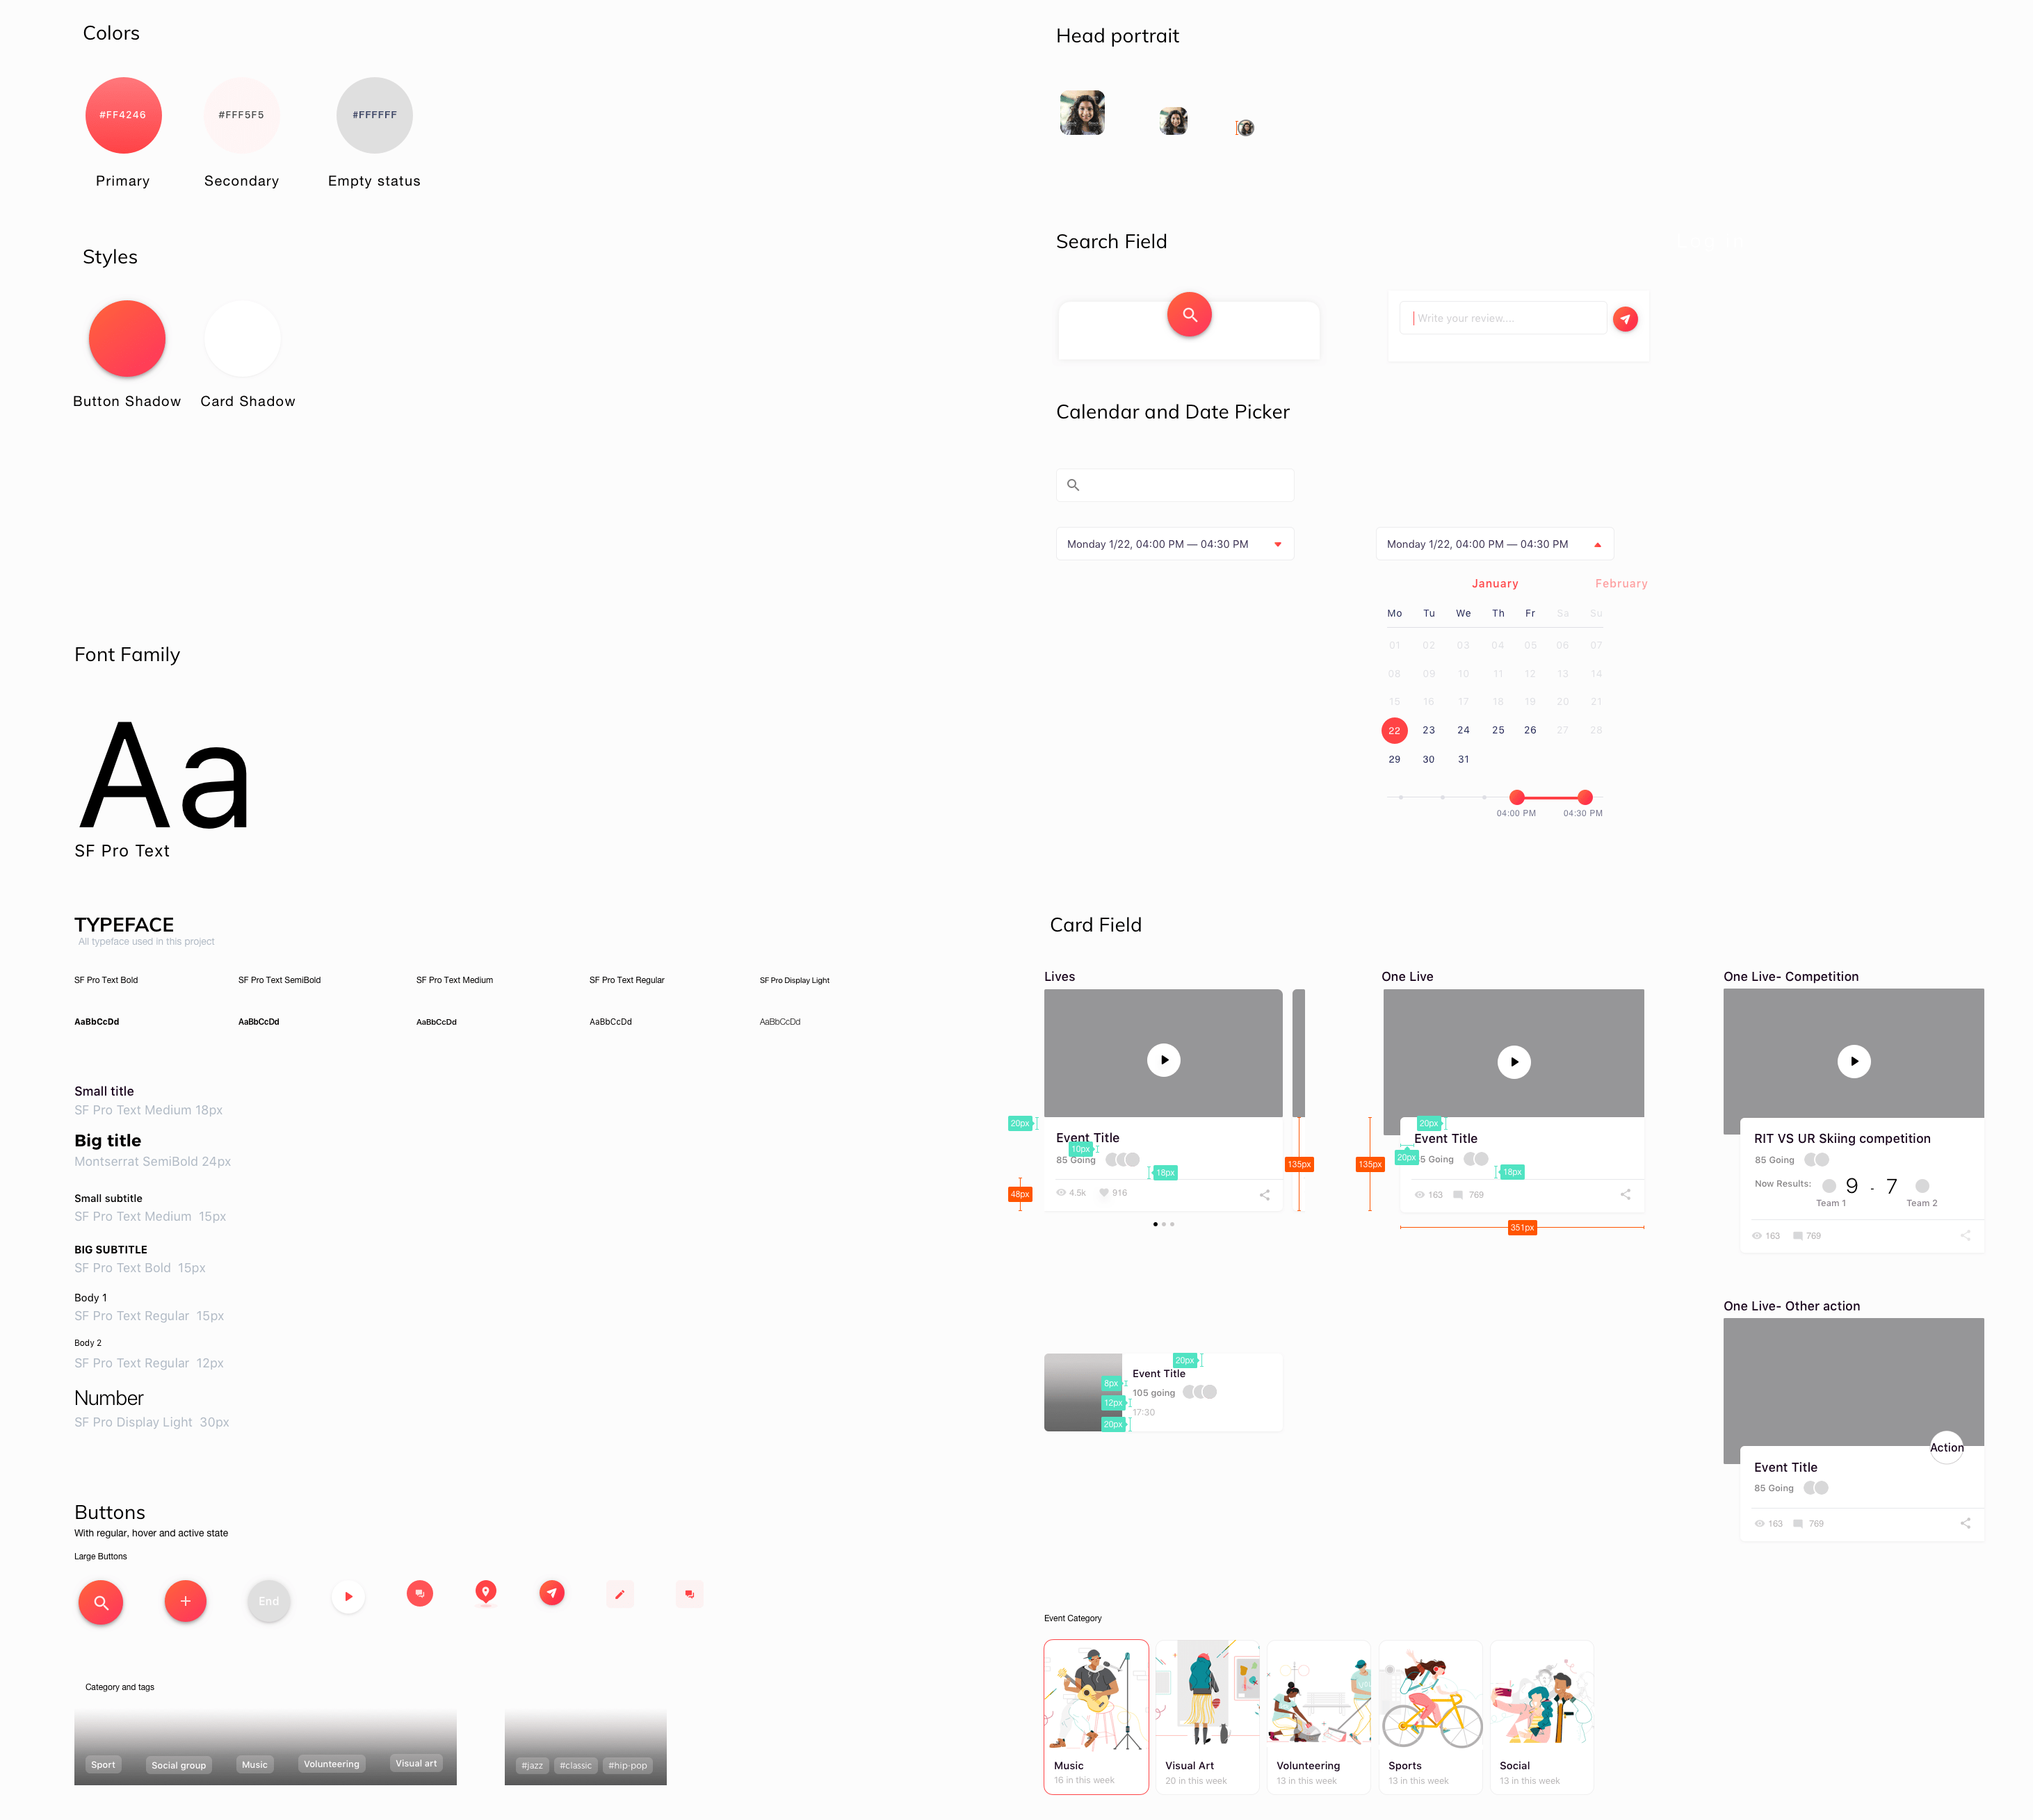 Colors
#FF4246
#FFF5F5
#FFFFFF
Primary
Secondary
Empty status
Styles
Button Shadow
Card Shadow
Font Family
Aa
SF Pro Text
TYPEFACE
All typeface used in this project
SF Pro Text Bold
SF Pro Text SemiBold
SF Pro Text Medium
SF Pro Text Regular
SF Pro Display Light
AaBbCcDd
AaBbCcDd
AaBbCcDd
AaBbCcDd
AaBbCcDd
Small title
SF Pro Text Medium 18px
Big title
Montserrat SemiBold 24px
Small subtitle
SF Pro Text Medium 15px
BIG SUBTITLE
SF Pro Text Bold 15px
Body 1
SF Pro Text Regular 15px
Body 2
SF Pro Text Regular 12px
Number
SF Pro Display Light 30px
Buttons
With regular, hover and active state
Large Buttons
End
Category and tags
Sport
Social group
Music
Volunteering
Visual art
#jazz
#classic
#hip-pop
Head portrait
Search Field
Write your review....
Calendar and Date Picker
Monday 1/22, 04:00 PM — 04:30 PM
Monday 1/22, 04:00 PM — 04:30 PM
January
February
Mo Tu We Th Fr Sa Su
01 02 03 04 05 06 07
08 09 10 11 12 13 14
15 16 17 18 19 20 21
22 23 24 25 26 27 28
29 30 31
04:00 PM
04:30 PM
Card Field
Lives
20px
Event Title
10px
85 Going
18px
135px
48px
4.5k
916
One Live
20px
Event Title
135px
20px
5 Going
18px
163
769
351px
One Live- Competition
RIT VS UR Skiing competition
85 Going
Now Results:
9 - 7
Team 1
Team 2
163
769
20px
Event Title
8px
105 going
12px
17:30
20px
One Live- Other action
Action
Event Title
85 Going
163
769
Event Category
Music
16 in this week
Visual Art
20 in this week
Volunteering
13 in this week
Sports
13 in this week
Social
13 in this week